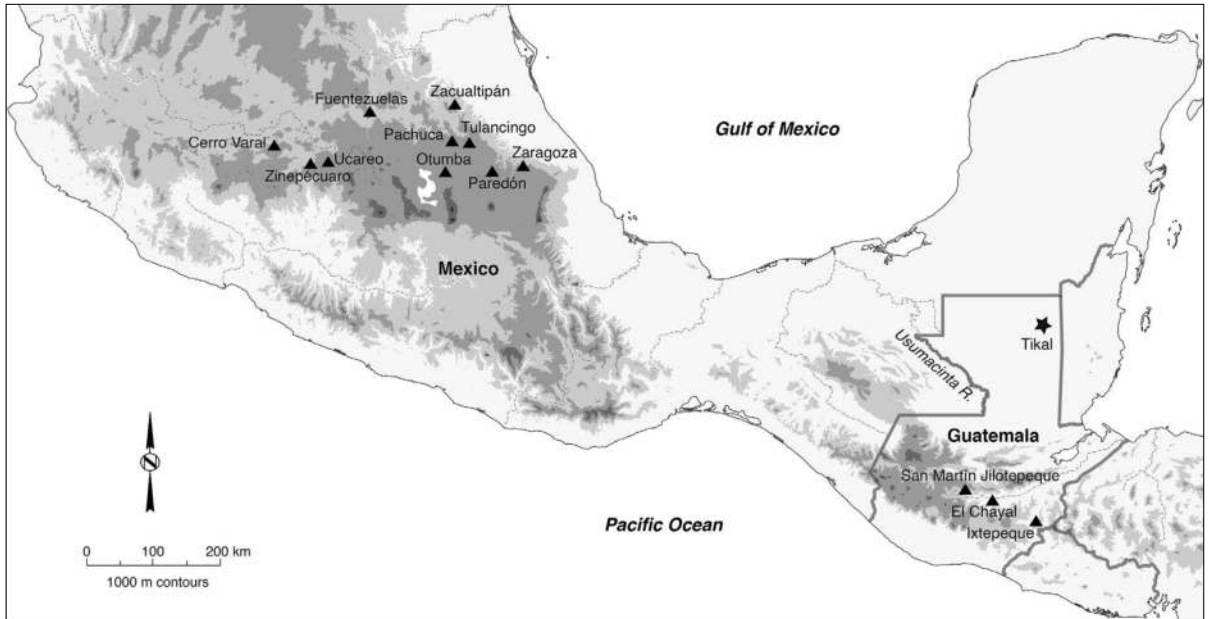 Zacualtipán
Fuentezuelas
Gulf of Mexico
Pachuca
Tulancingo
Cerro Varal
Ucareo
Otumba
Zaragoza
Zinepécuaro
Paredón
Mexico
Tikal
Usumacinta R.
Guatemala
San Martín Jilotepeque
N
El Chayal
Pacific Ocean
Ixtepeque
0 100 200 km
1000 m contours